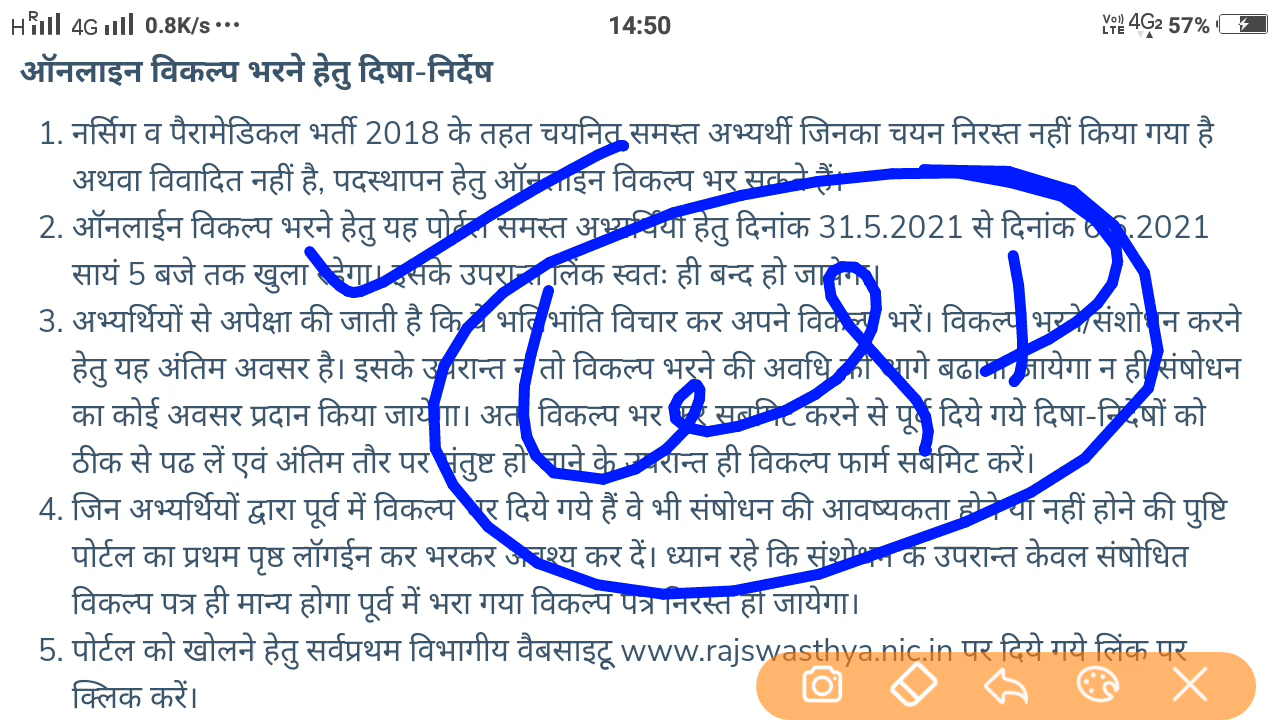 H R 4G 0.8K/s ... 14:50 Vo)) LTE 4G2 57%
ऑनलाइन विकल्प भरने हेतु दिषा-निर्देष
1. नर्सिग व पैरामेडिकल भर्ती 2018 के तहत चयनित समस्त अभ्यर्थी जिनका चयन निरस्त नहीं किया गया है
अथवा विवादित नहीं है, पदस्थापन हेतु ऑनलाईन विकल्प भर सकते हैं।
2. ऑनलाईन विकल्प भरने हेतु यह पोर्टल समस्त अभ्यर्थियों हेतु दिनांक 31.5.2021 से दिनांक 6.6.2021
सायं 5 बजे तक खुला रहेगा। इसके उपरान्त लिंक स्वतः ही बन्द हो जायेगा।
3. अभ्यर्थियों से अपेक्षा की जाती है कि वे भलिभांति विचार कर अपने विकल्प भरें। विकल्प भरने/संशोधन करने
हेतु यह अंतिम अवसर है। इसके उपरान्त न तो विकल्प भरने की अवधि को आगे बढाया जायेगा न ही संषोधन
का कोई अवसर प्रदान किया जायेगा। अतः विकल्प भर कर सबमिट करने से पूर्व दिये गये दिषा-निर्देषों को
ठीक से पढ लें एवं अंतिम तौर पर संतुष्ट हो जाने के उपरान्त ही विकल्प फार्म सबमिट करें।
4. जिन अभ्यर्थियों द्वारा पूर्व में विकल्प भर दिये गये हैं वे भी संषोधन की आवष्यकता होने या नहीं होने की पुष्टि
पोर्टल का प्रथम पृष्ठ लॉगईन कर भरकर अवश्य कर दें। ध्यान रहे कि संशोधन के उपरान्त केवल संषोधित
विकल्प पत्र ही मान्य होगा पूर्व में भरा गया विकल्प पत्र निरस्त हो जायेगा।
5. पोर्टल को खोलने हेतु सर्वप्रथम विभागीय वैबसाइटू www.rajswasthya.nic.in पर दिये गये लिंक पर
क्लिक करें।